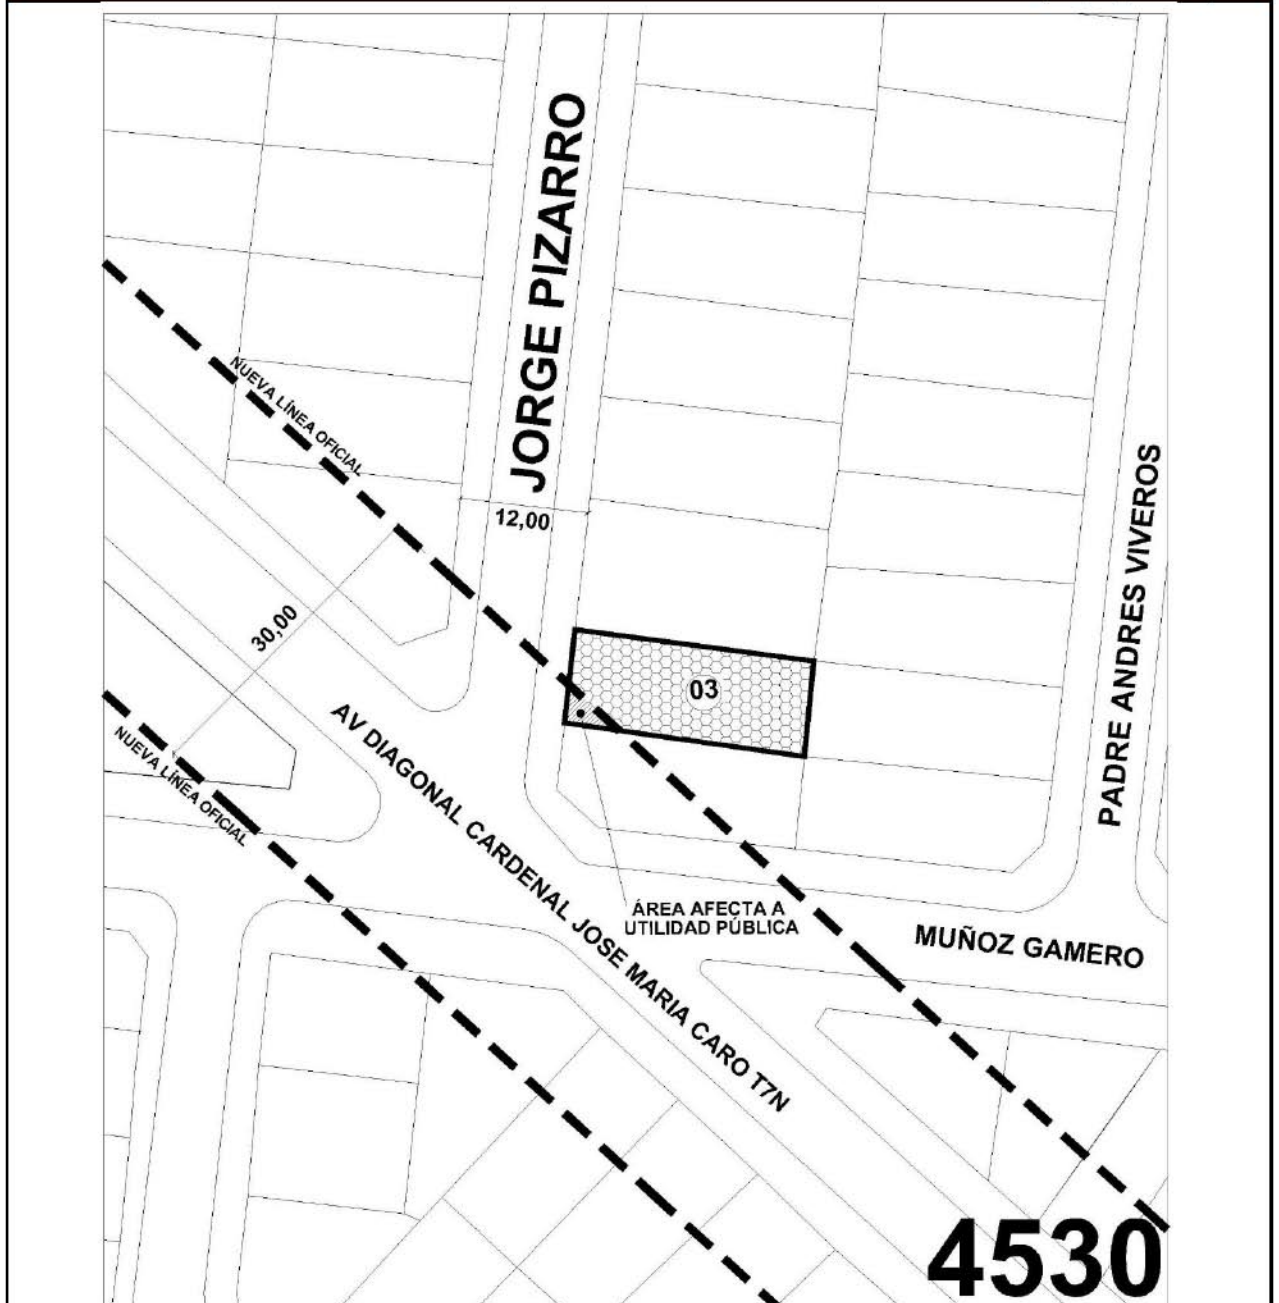 JORGE PIZARRO
NUEVA LÍNEA OFICIAL
12,00
PADRE ANDRES VIVEROS
30,00
03
NUEVA LÍNEA OFICIAL
AV DIAGONAL CARDENAL JOSE MARIA CARO T7N
ÁREA AFECTA A
UTILIDAD PÚBLICA
MUÑOZ GAMERO
4530